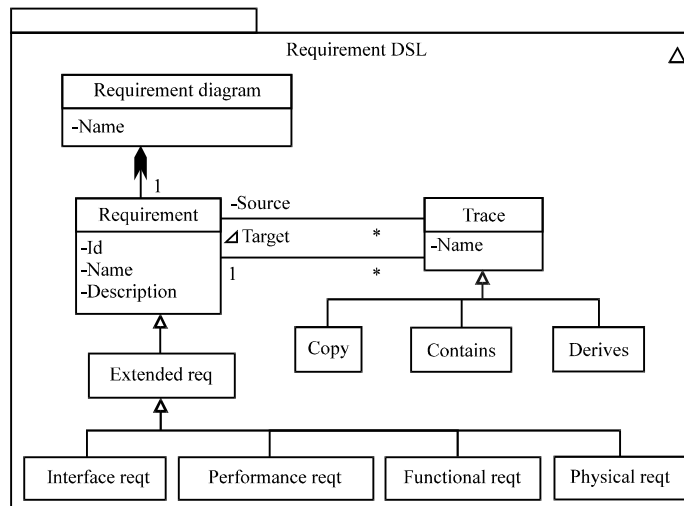 Requirement DSL
Requirement diagram
-Name
1
Requirement
-Id
-Name
-Description
-Source
Target
*
1
*
Trace
-Name
Copy
Contains
Derives
Extended req
Interface reqt
Performance reqt
Functional reqt
Physical reqt